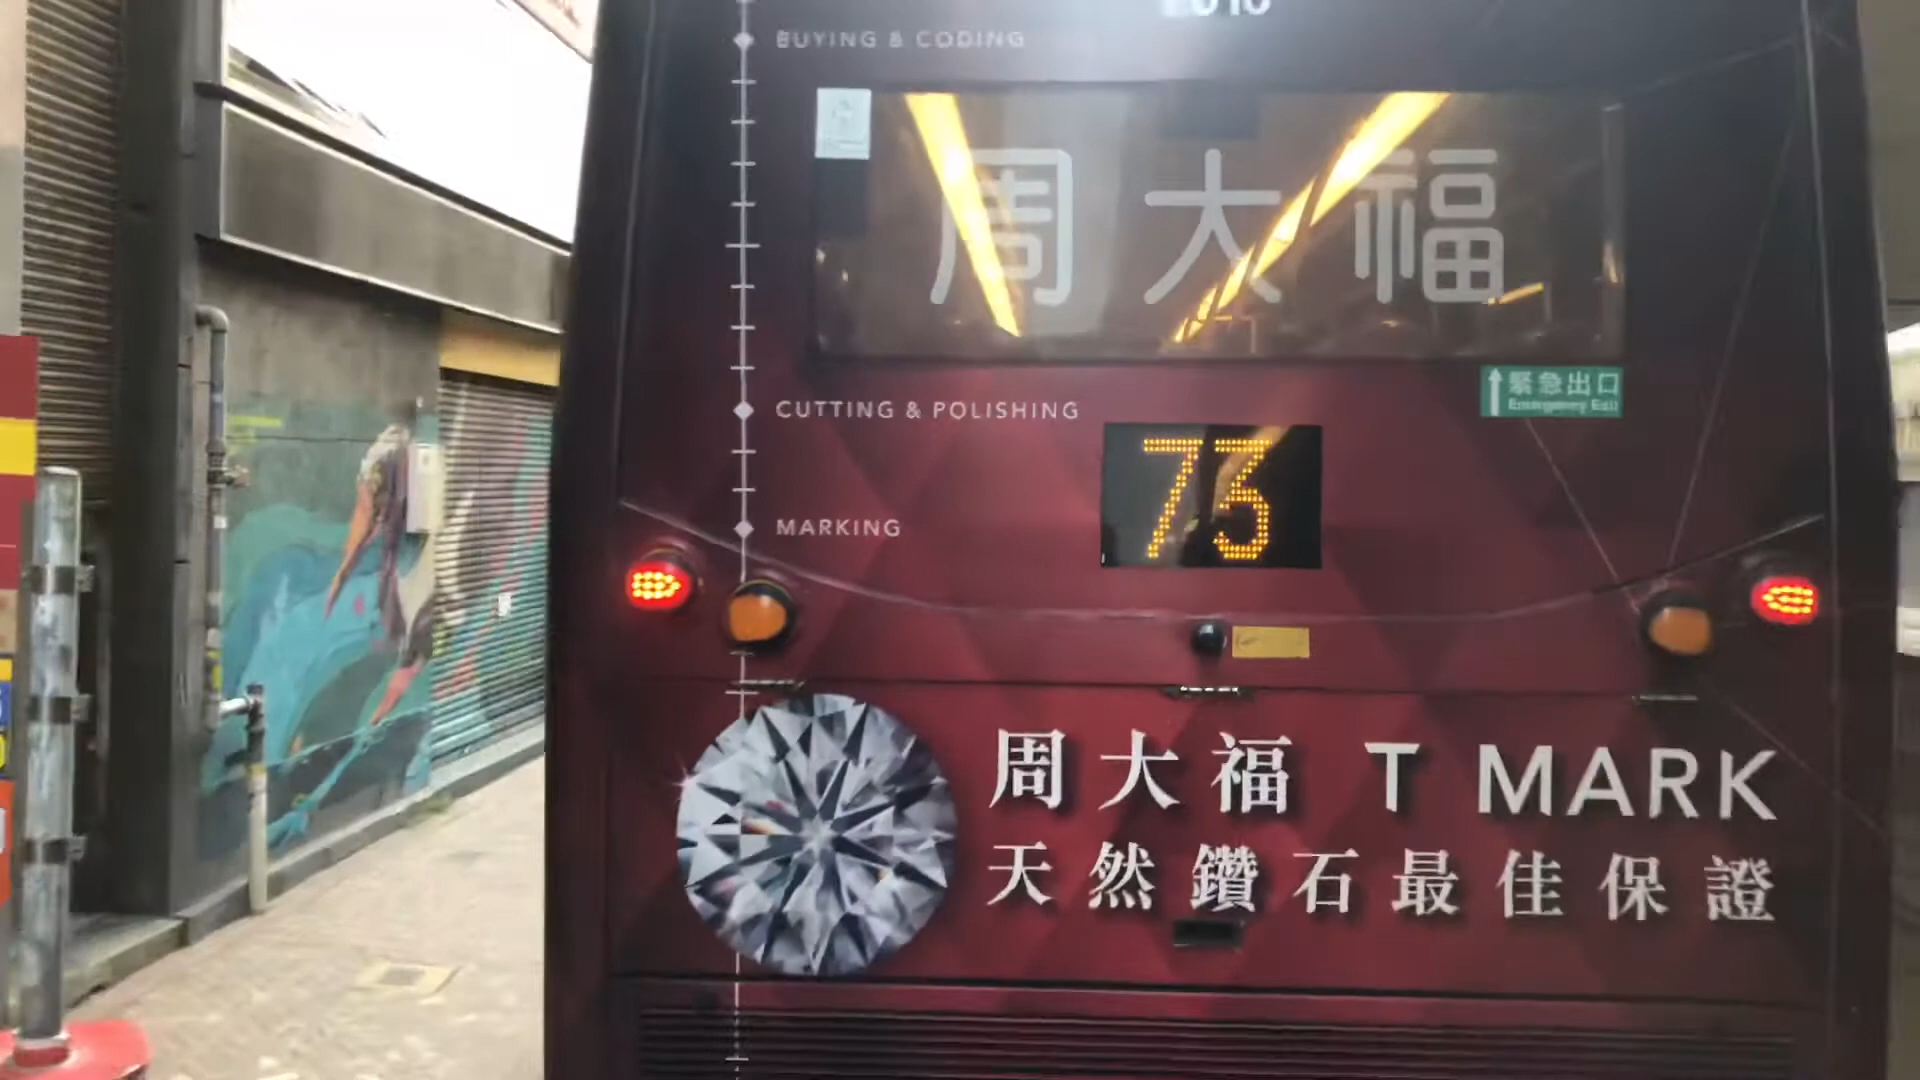 BUYING & CODING
周大福
緊急出口
Emergency Exit
CUTTING & POLISHING
73
MARKING
周大福 T MARK
天然鑽石最佳保證